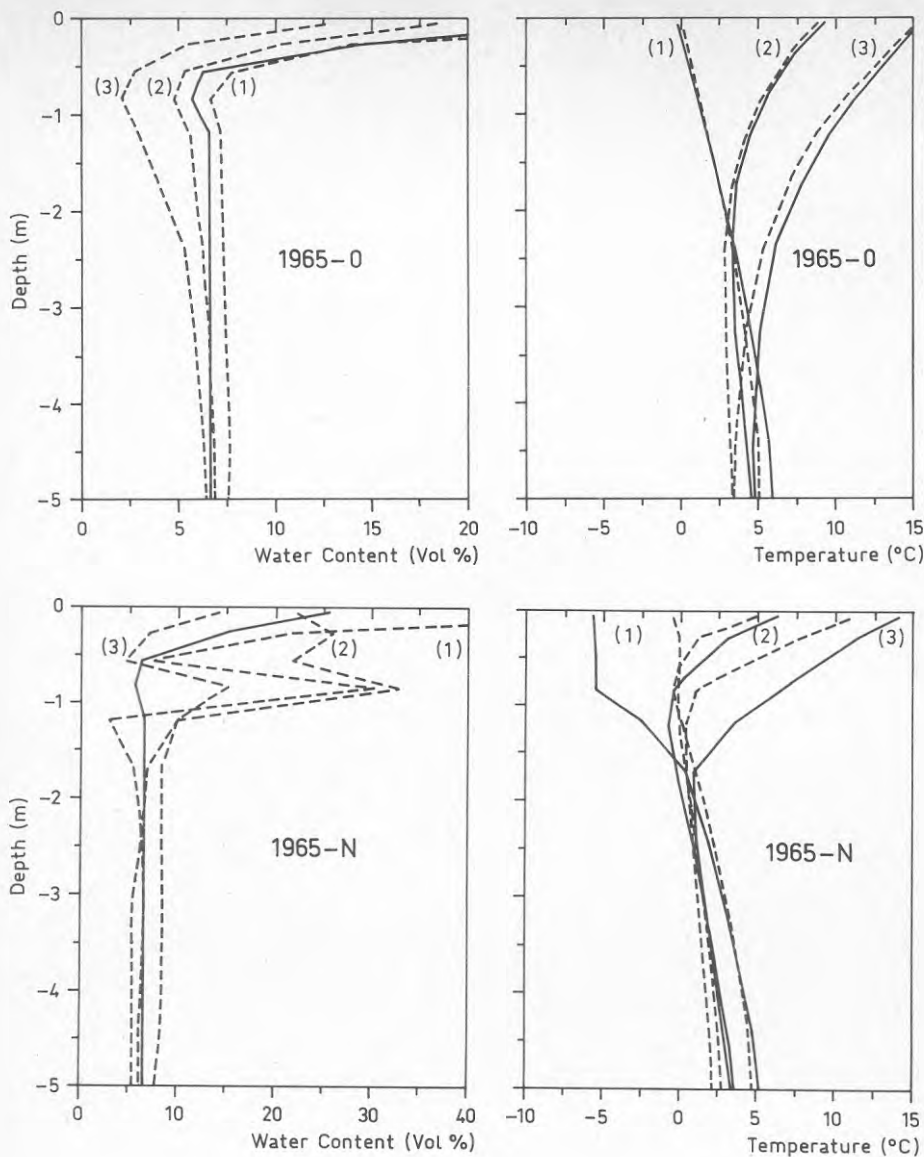 0
-1
-2
-3
-4
-5
Depth (m)
(3)
(2)
(1)
1965-O
0 5 10 15 20
Water Content (Vol %)
(1)
(2)
(3)
1965-O
-10 -5 0 5 10 15
Temperature (°C)
0
-1
-2
-3
-4
-5
Depth (m)
(3)
(2)
(1)
1965-N
0 10 20 30 40
Water Content (Vol %)
(1)
(2)
(3)
1965-N
-10 -5 0 5 10 15
Temperature (°C)